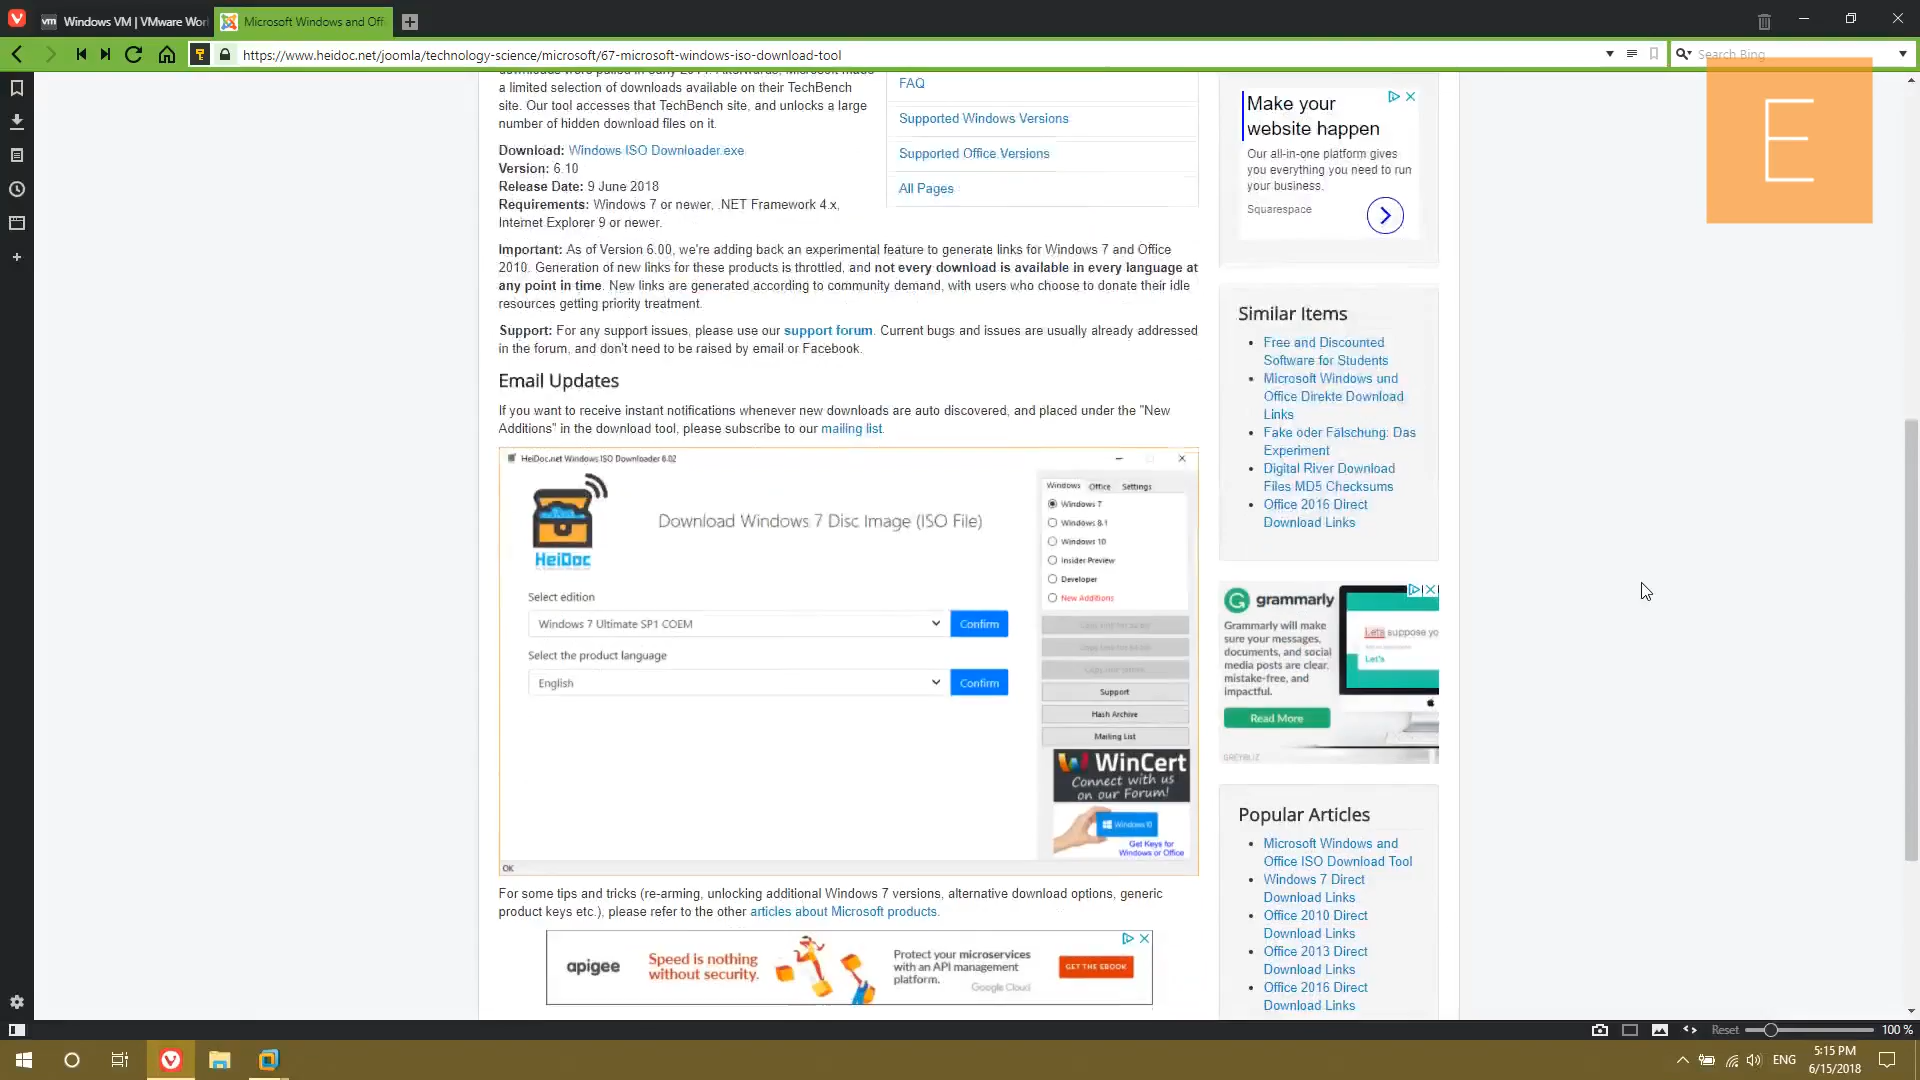 Windows VM | VMware Wor
Microsoft Windows and Off
https://www.heidoc.net/joomla/technology-science/microsoft/67-microsoft-windows-iso-download-tool
Search Bing
E
a limited selection of downloads available on their TechBench
site. Our tool accesses that TechBench site, and unlocks a large
number of hidden download files on it.
Download: Windows ISO Downloader.exe
Version: 6.10
Release Date: 9 June 2018
Requirements: Windows 7 or newer, .NET Framework 4.x,
Internet Explorer 9 or newer.
FAQ
Supported Windows Versions
Supported Office Versions
All Pages
Important: As of Version 6.00, we're adding back an experimental feature to generate links for Windows 7 and Office
2010. Generation of new links for these products is throttled, and not every download is available in every language at
any point in time. New links are generated according to community demand, with users who choose to donate their idle
resources getting priority treatment.
Support: For any support issues, please use our support forum. Current bugs and issues are usually already addressed
in the forum, and don't need to be raised by email or Facebook.
Email Updates
If you want to receive instant notifications whenever new downloads are auto discovered, and placed under the "New
Additions" in the download tool, please subscribe to our mailing list.
HeiDoc.net Windows ISO Downloader 6.02
HeiDoc
Download Windows 7 Disc Image (ISO File)
Select edition
Windows 7 Ultimate SP1 COEM
Confirm
Select the product language
English
Confirm
OK
Windows Office Settings
Windows 7
Windows 8.1
Windows 10
Insider Preview
Developer
New Additions
Support
Hash Archive
Mailing List
WinCert
Connect with us
on our Forum!
Windows 10
Get Keys for
Windows or Office
For some tips and tricks (re-arming, unlocking additional Windows 7 versions, alternative download options, generic
product keys etc.), please refer to the other articles about Microsoft products.
apigee
Speed is nothing
without security.
Protect your microservices
with an API management
platform.
Google Cloud
GET THE EBOOK
Make your
website happen
Our all-in-one platform gives
you everything you need to run
your business.
Squarespace
Similar Items
Free and Discounted
Software for Students
Microsoft Windows und
Office Direkte Download
Links
Fake oder Fälschung: Das
Experiment
Digital River Download
Files MD5 Checksums
Office 2016 Direct
Download Links
grammarly
Grammarly will make
sure your messages,
documents, and social
media posts are clear,
mistake-free, and
impactful.
Read More
GREYBLIZ
Lets suppose yo
Let's
Popular Articles
Microsoft Windows and
Office ISO Download Tool
Windows 7 Direct
Download Links
Office 2010 Direct
Download Links
Office 2013 Direct
Download Links
Office 2016 Direct
Download Links
Reset
100 %
ENG
5:15 PM
6/15/2018